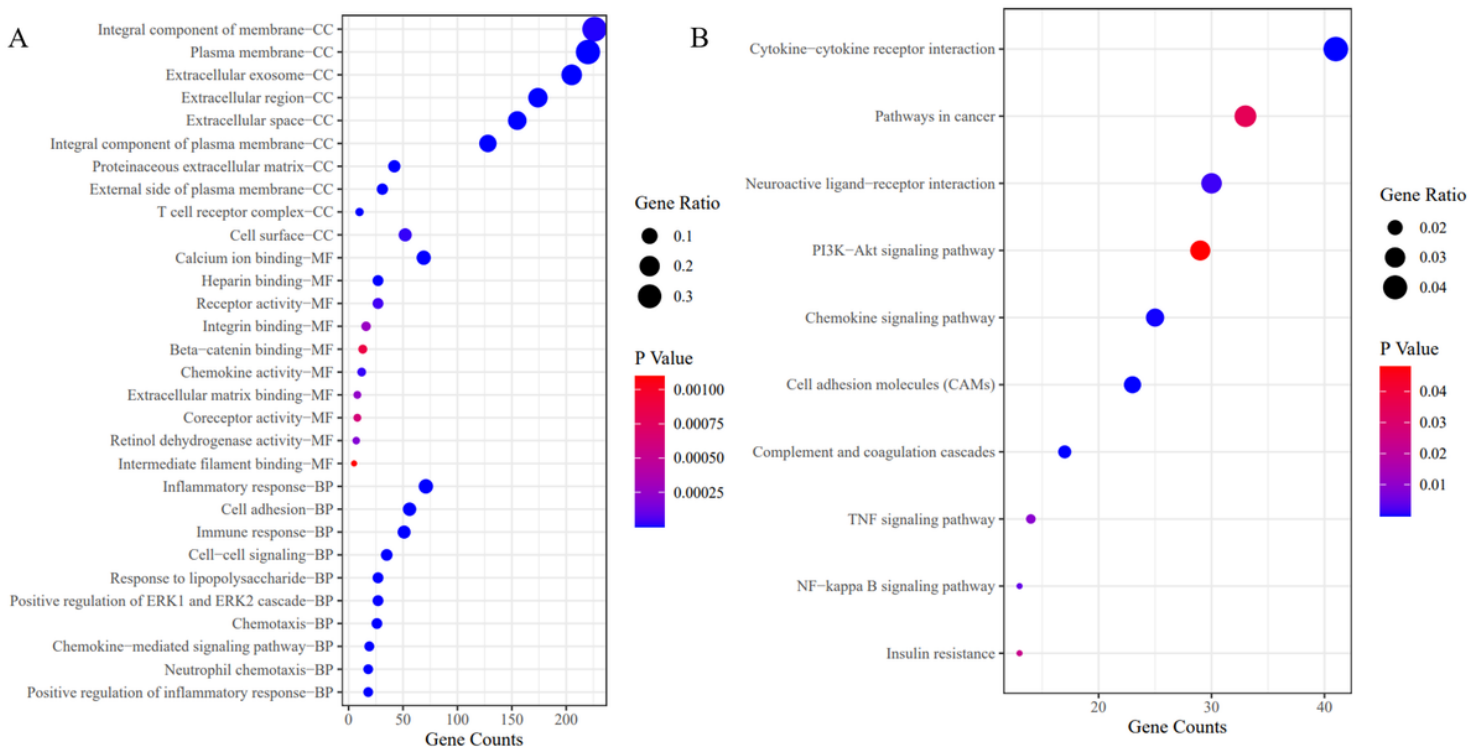 A
Integral component of membrane−CC
Plasma membrane−CC
Extracellular exosome−CC
Extracellular region−CC
Extracellular space−CC
Integral component of plasma membrane−CC
Proteinaceous extracellular matrix−CC
External side of plasma membrane−CC
T cell receptor complex−CC
Cell surface−CC
Calcium ion binding−MF
Heparin binding−MF
Receptor activity−MF
Integrin binding−MF
Beta−catenin binding−MF
Chemokine activity−MF
Extracellular matrix binding−MF
Coreceptor activity−MF
Retinol dehydrogenase activity−MF
Intermediate filament binding−MF
Inflammatory response−BP
Cell adhesion−BP
Immune response−BP
Cell−cell signaling−BP
Response to lipopolysaccharide−BP
Positive regulation of ERK1 and ERK2 cascade−BP
Chemotaxis−BP
Chemokine−mediated signaling pathway−BP
Neutrophil chemotaxis−BP
Positive regulation of inflammatory response−BP
0 50 100 150 200
Gene Counts
Gene Ratio
0.1
0.2
0.3
P Value
0.00100
0.00075
0.00050
0.00025
B
Cytokine−cytokine receptor interaction
Pathways in cancer
Neuroactive ligand−receptor interaction
PI3K−Akt signaling pathway
Chemokine signaling pathway
Cell adhesion molecules (CAMs)
Complement and coagulation cascades
TNF signaling pathway
NF−kappa B signaling pathway
Insulin resistance
20 30 40
Gene Counts
Gene Ratio
0.02
0.03
0.04
P Value
0.04
0.03
0.02
0.01